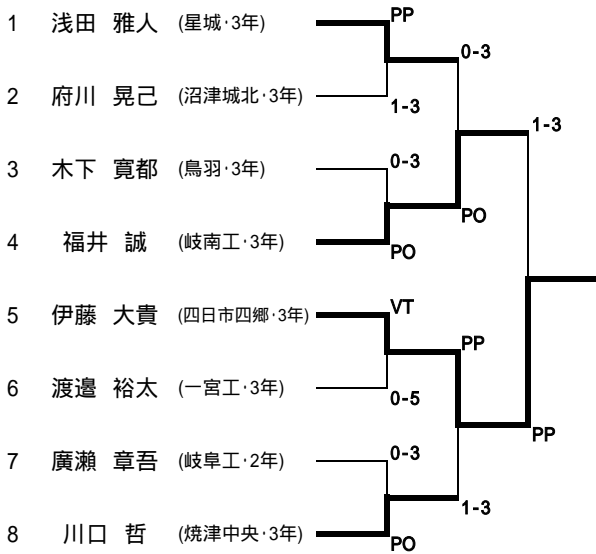 PP
1 浅田 雅人 (星城・3年)
0-3
2 府川 晃己 (沼津城北・3年)
1-3
1-3
3 木下 寛都 (鳥羽・3年)
0-3
PO
4 福井 誠 (岐南工・3年)
PO
5 伊藤 大貴 (四日市四郷・3年)
VT
PP
6 渡邉 裕太 (一宮工・3年)
0-5
PP
7 廣瀬 章吾 (岐阜工・2年)
0-3
1-3
8 川口 哲 (焼津中央・3年)
PO